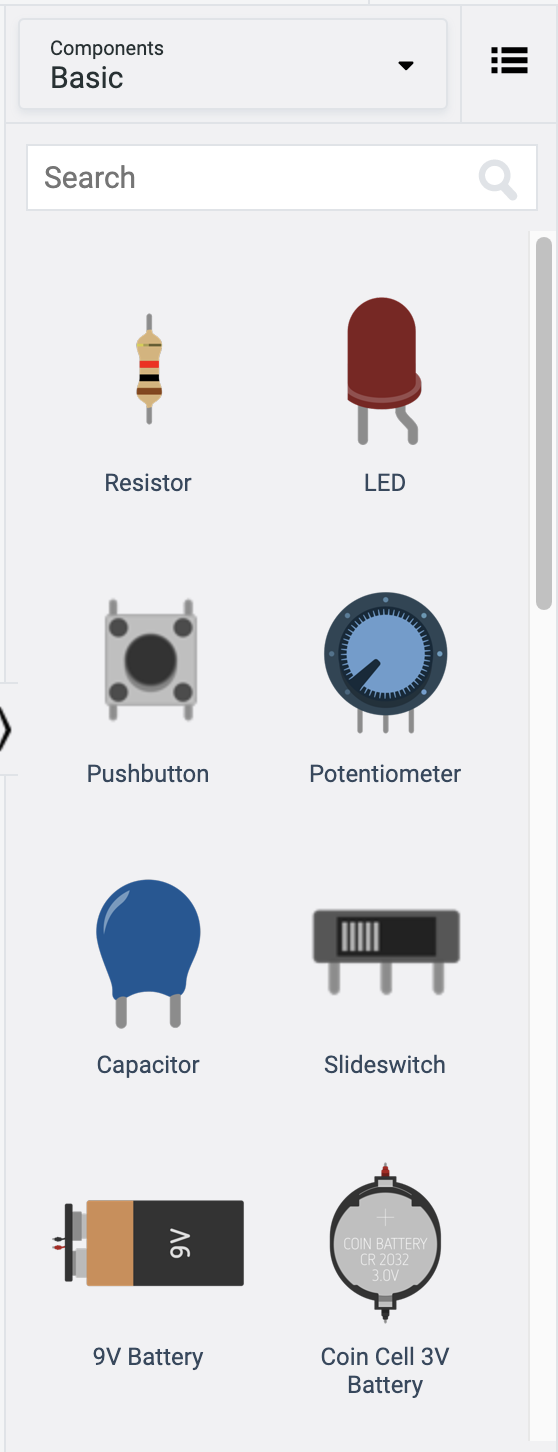 Components
Basic
Search
Resistor
LED
Pushbutton
Potentiometer
Capacitor
Slideswitch
9V
COIN BATTERY
CR 2032
3.0V
9V Battery
Coin Cell 3V
Battery